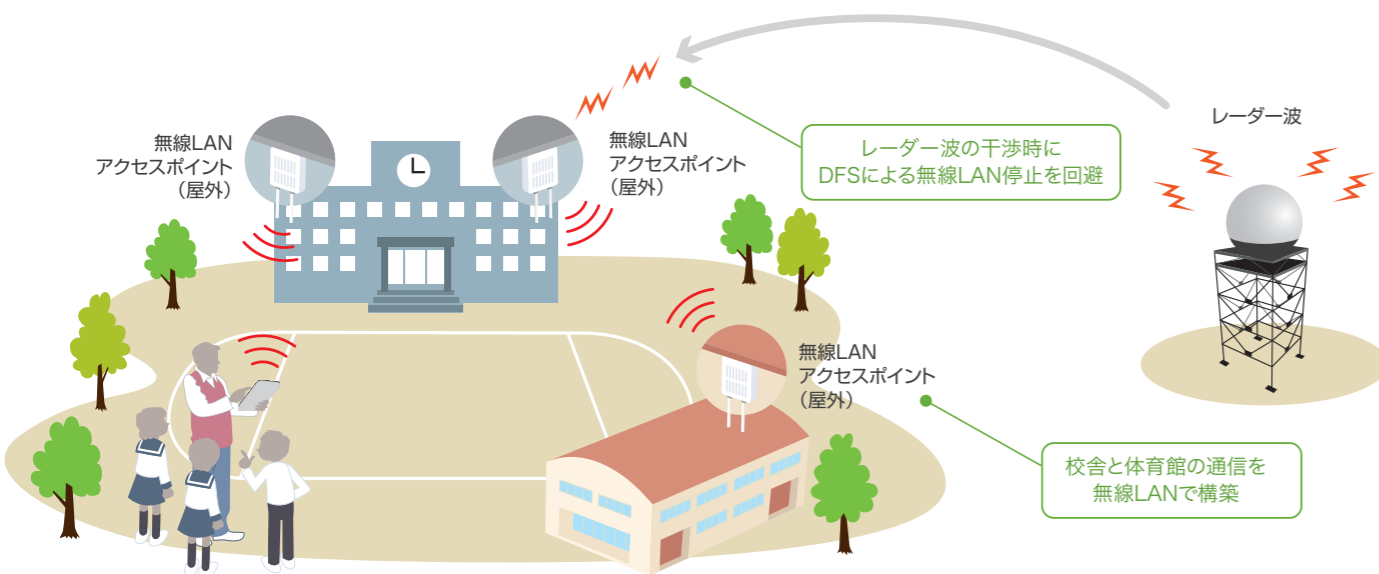 無線LAN
アクセスポイント
（屋外）
無線LAN
アクセスポイント
（屋外）
レーダー波の干渉時に
DFSによる無線LAN停止を回避
レーダー波
無線LAN
アクセスポイント
（屋外）
校舎と体育館の通信を
無線LANで構築